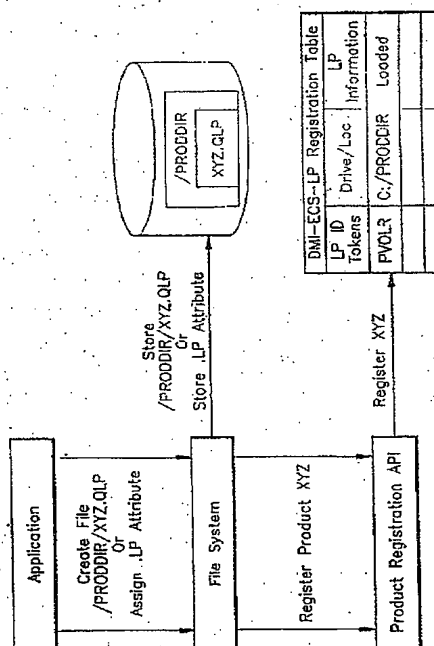 Application
Create File
/PRODDIR/XYZ.QLP
Or
Assign .LP Attribute
File System
Store
/PRODDIR/XYZ.QLP
Or
Store .LP Attribute
/PRODDIR
XYZ.QLP
Register Product XYZ
Product Registration API
Register XYZ
DMI-ECS-LP Registration Table
LP ID Tokens
Drive/Loc
LP Information
PVOLR
C:/PRODDIR
Loaded